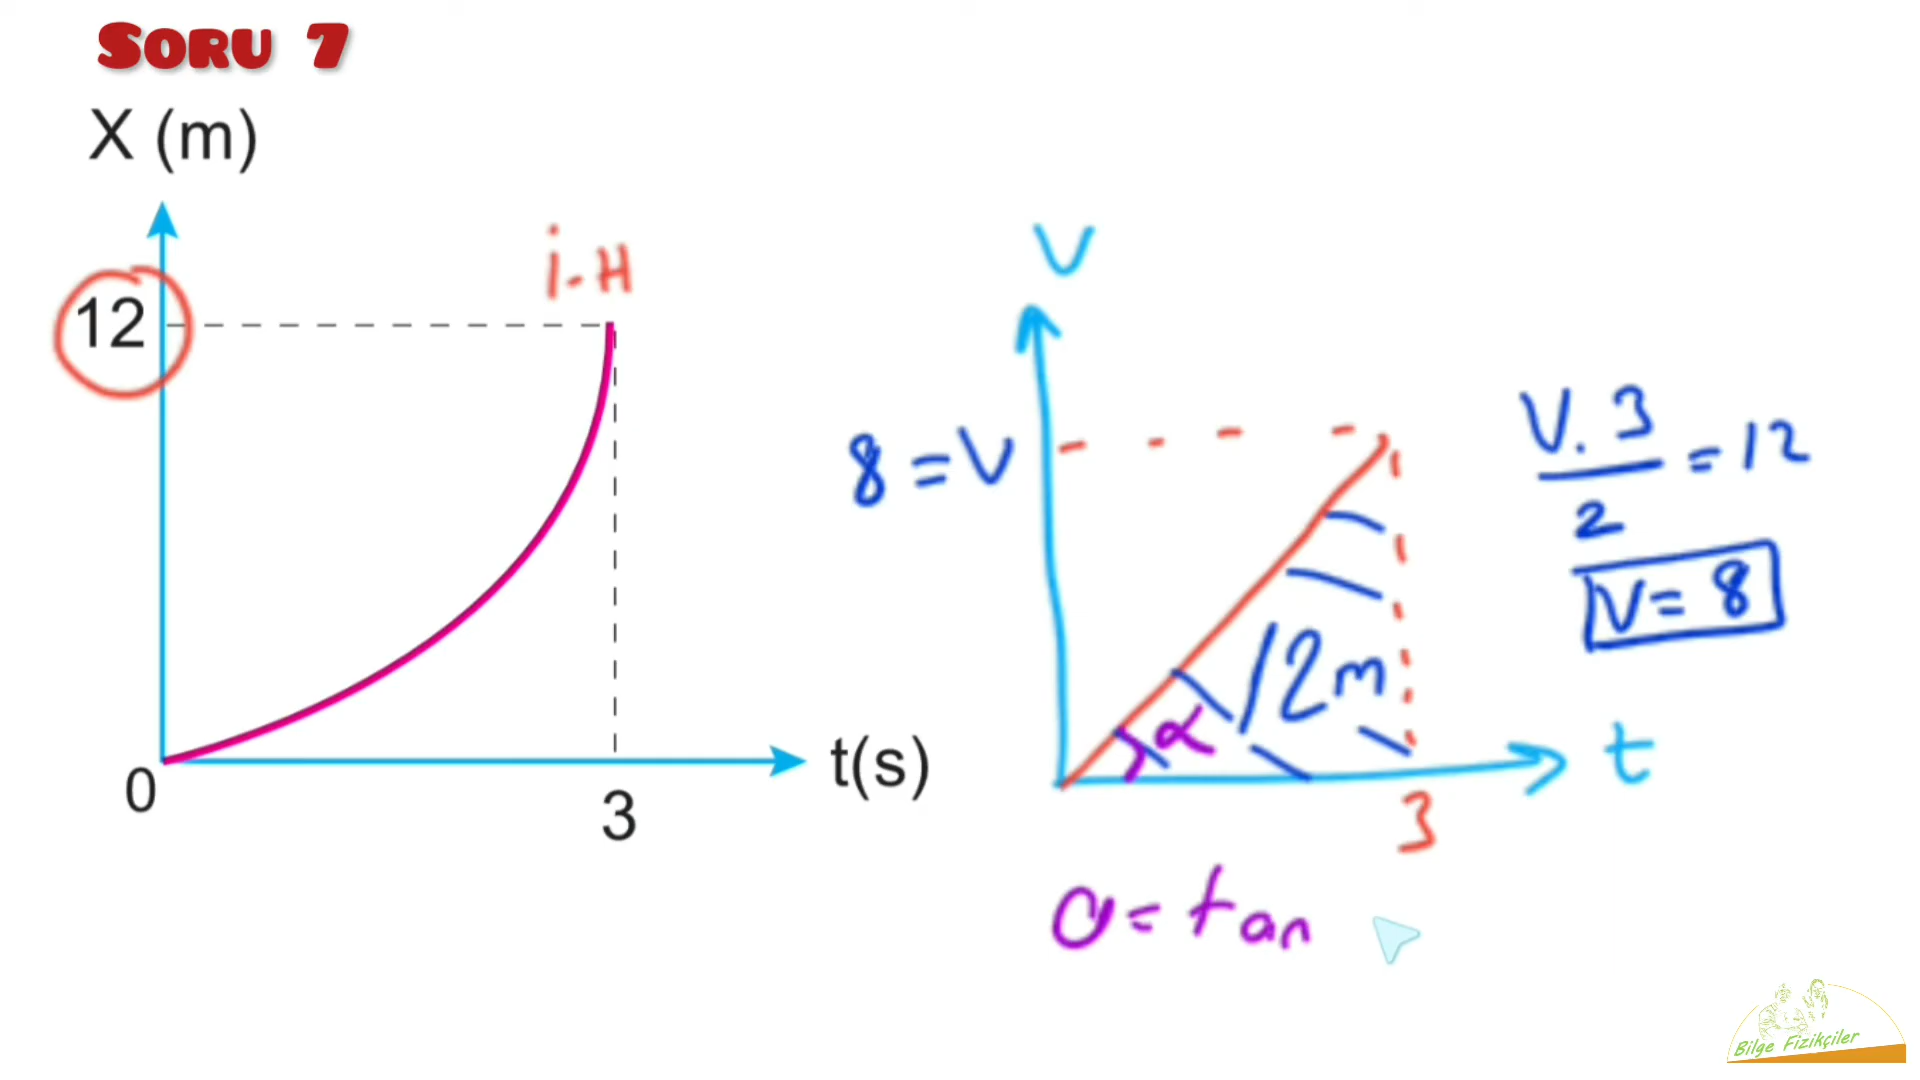 SORU 7
X (m)
12
i-H
0
3
t(s)
V
8 = V
12m
α
3
t
V.3
2
= 12
V = 8
a = tan
Bilge Fizikçiler